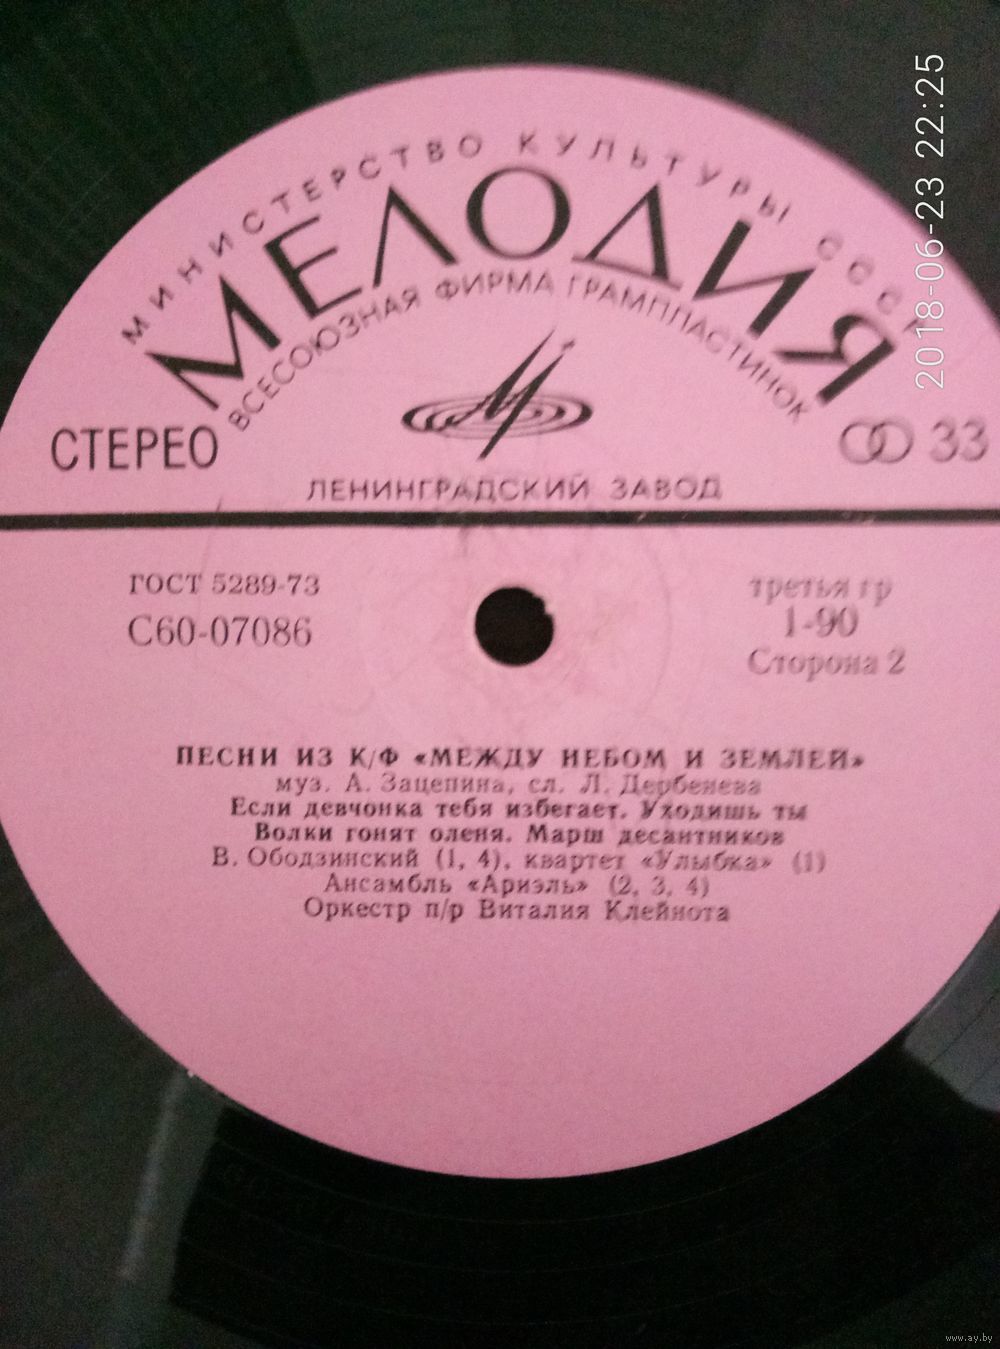 2018-06-23 22:25
МИНИСТЕРСТВО КУЛЬТУРЫ СССР
МЕЛОДИЯ
ВСЕСОЮЗНАЯ ФИРМА ГРАМПЛАСТИНОК
СТЕРЕО
33
ЛЕНИНГРАДСКИЙ ЗАВОД
ГОСТ 5289-73
С60-07086
третья гр
1-90
Сторона 2
ПЕСНИ ИЗ К/Ф «МЕЖДУ НЕБОМ И ЗЕМЛЕЙ»
муз. А. Зацепина, сл. Л. Дербенева
Если девчонка тебя избегает. Уходишь ты
Волки гонят оленя. Марш десантников
В. Ободзинский (1, 4), квартет «Улыбка» (1)
Ансамбль «Ариэль» (2, 3, 4)
Оркестр п/р Виталия Клейнота
www.ay.by